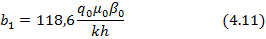 b₁ = 118,6 q₀μ₀β₀ / kh (4.11)